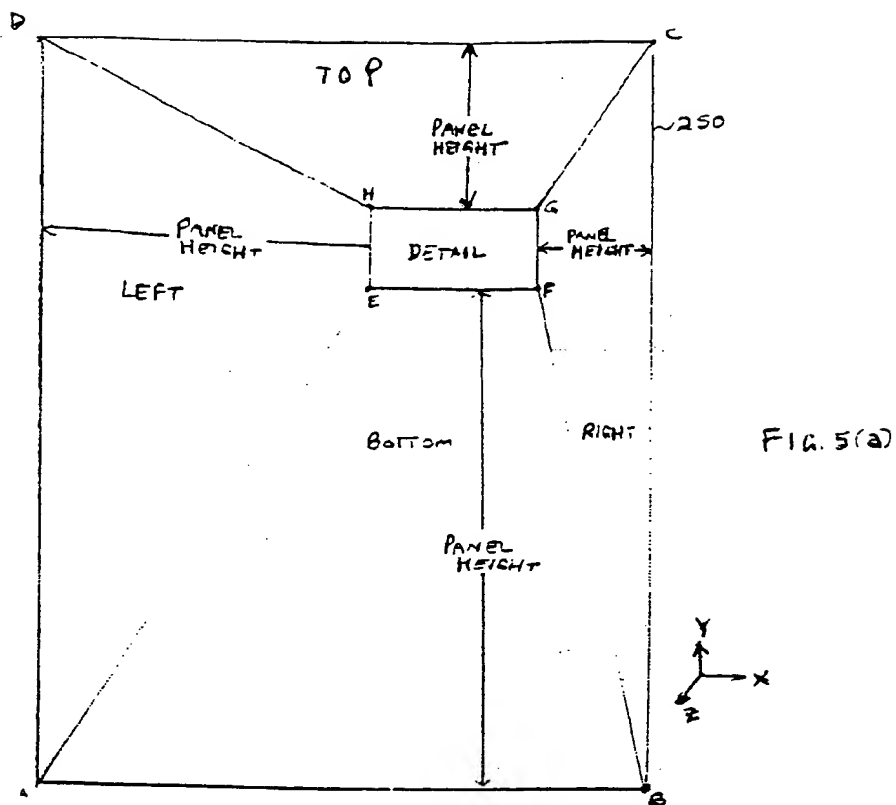 D
C
TOP
250
PANEL
HEIGHT
H
G
PANEL
HEIGHT
DETAIL
PANEL
HEIGHT
LEFT
E
F
BOTTOM
RIGHT
FIG. 5(a)
PANEL
HEIGHT
Y
X
Z
A
B